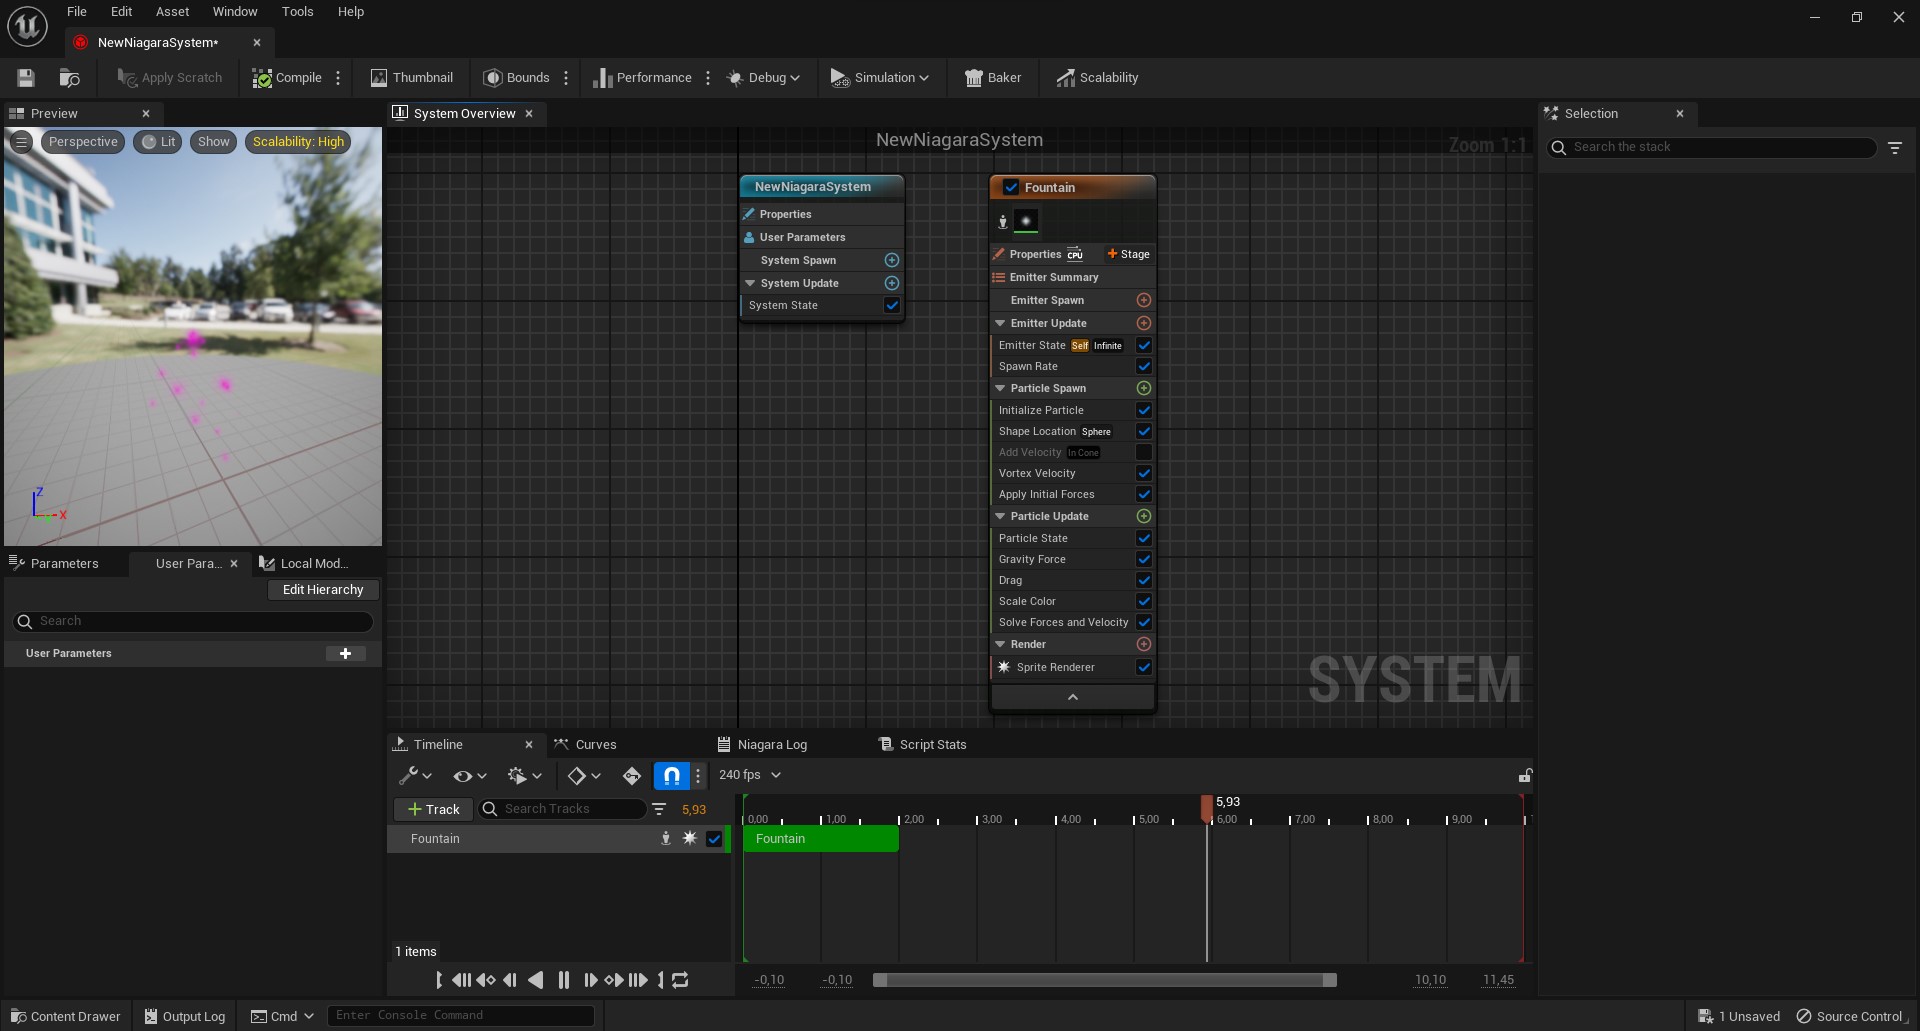 File Edit Asset Window Tools Help
NewNiagaraSystem*
Apply Scratch Compile Thumbnail Bounds Performance Debug Simulation Baker Scalability
Preview
Perspective Lit Show Scalability: High
Z
X
Parameters User Para... Local Mod...
Edit Hierarchy
Search
User Parameters
System Overview
NewNiagaraSystem
Zoom 1:1
NewNiagaraSystem
Properties
User Parameters
System Spawn
System Update
System State
Fountain
Properties CPU Stage
Emitter Summary
Emitter Spawn
Emitter Update
Emitter State Self Infinite
Spawn Rate
Particle Spawn
Initialize Particle
Shape Location Sphere
Add Velocity In Cone
Vortex Velocity
Apply Initial Forces
Particle Update
Particle State
Gravity Force
Drag
Scale Color
Solve Forces and Velocity
Render
Sprite Renderer
SYSTEM
Selection
Search the stack
Timeline Curves Niagara Log Script Stats
240 fps
Track Search Tracks 5,93
5,93
0,00 1,00 2,00 3,00 4,00 5,00 6,00 7,00 8,00 9,00 1
Fountain
Fountain
1 items
-0,10 -0,10 10,10 11,45
Content Drawer Output Log Cmd Enter Console Command 1 Unsaved Source Control